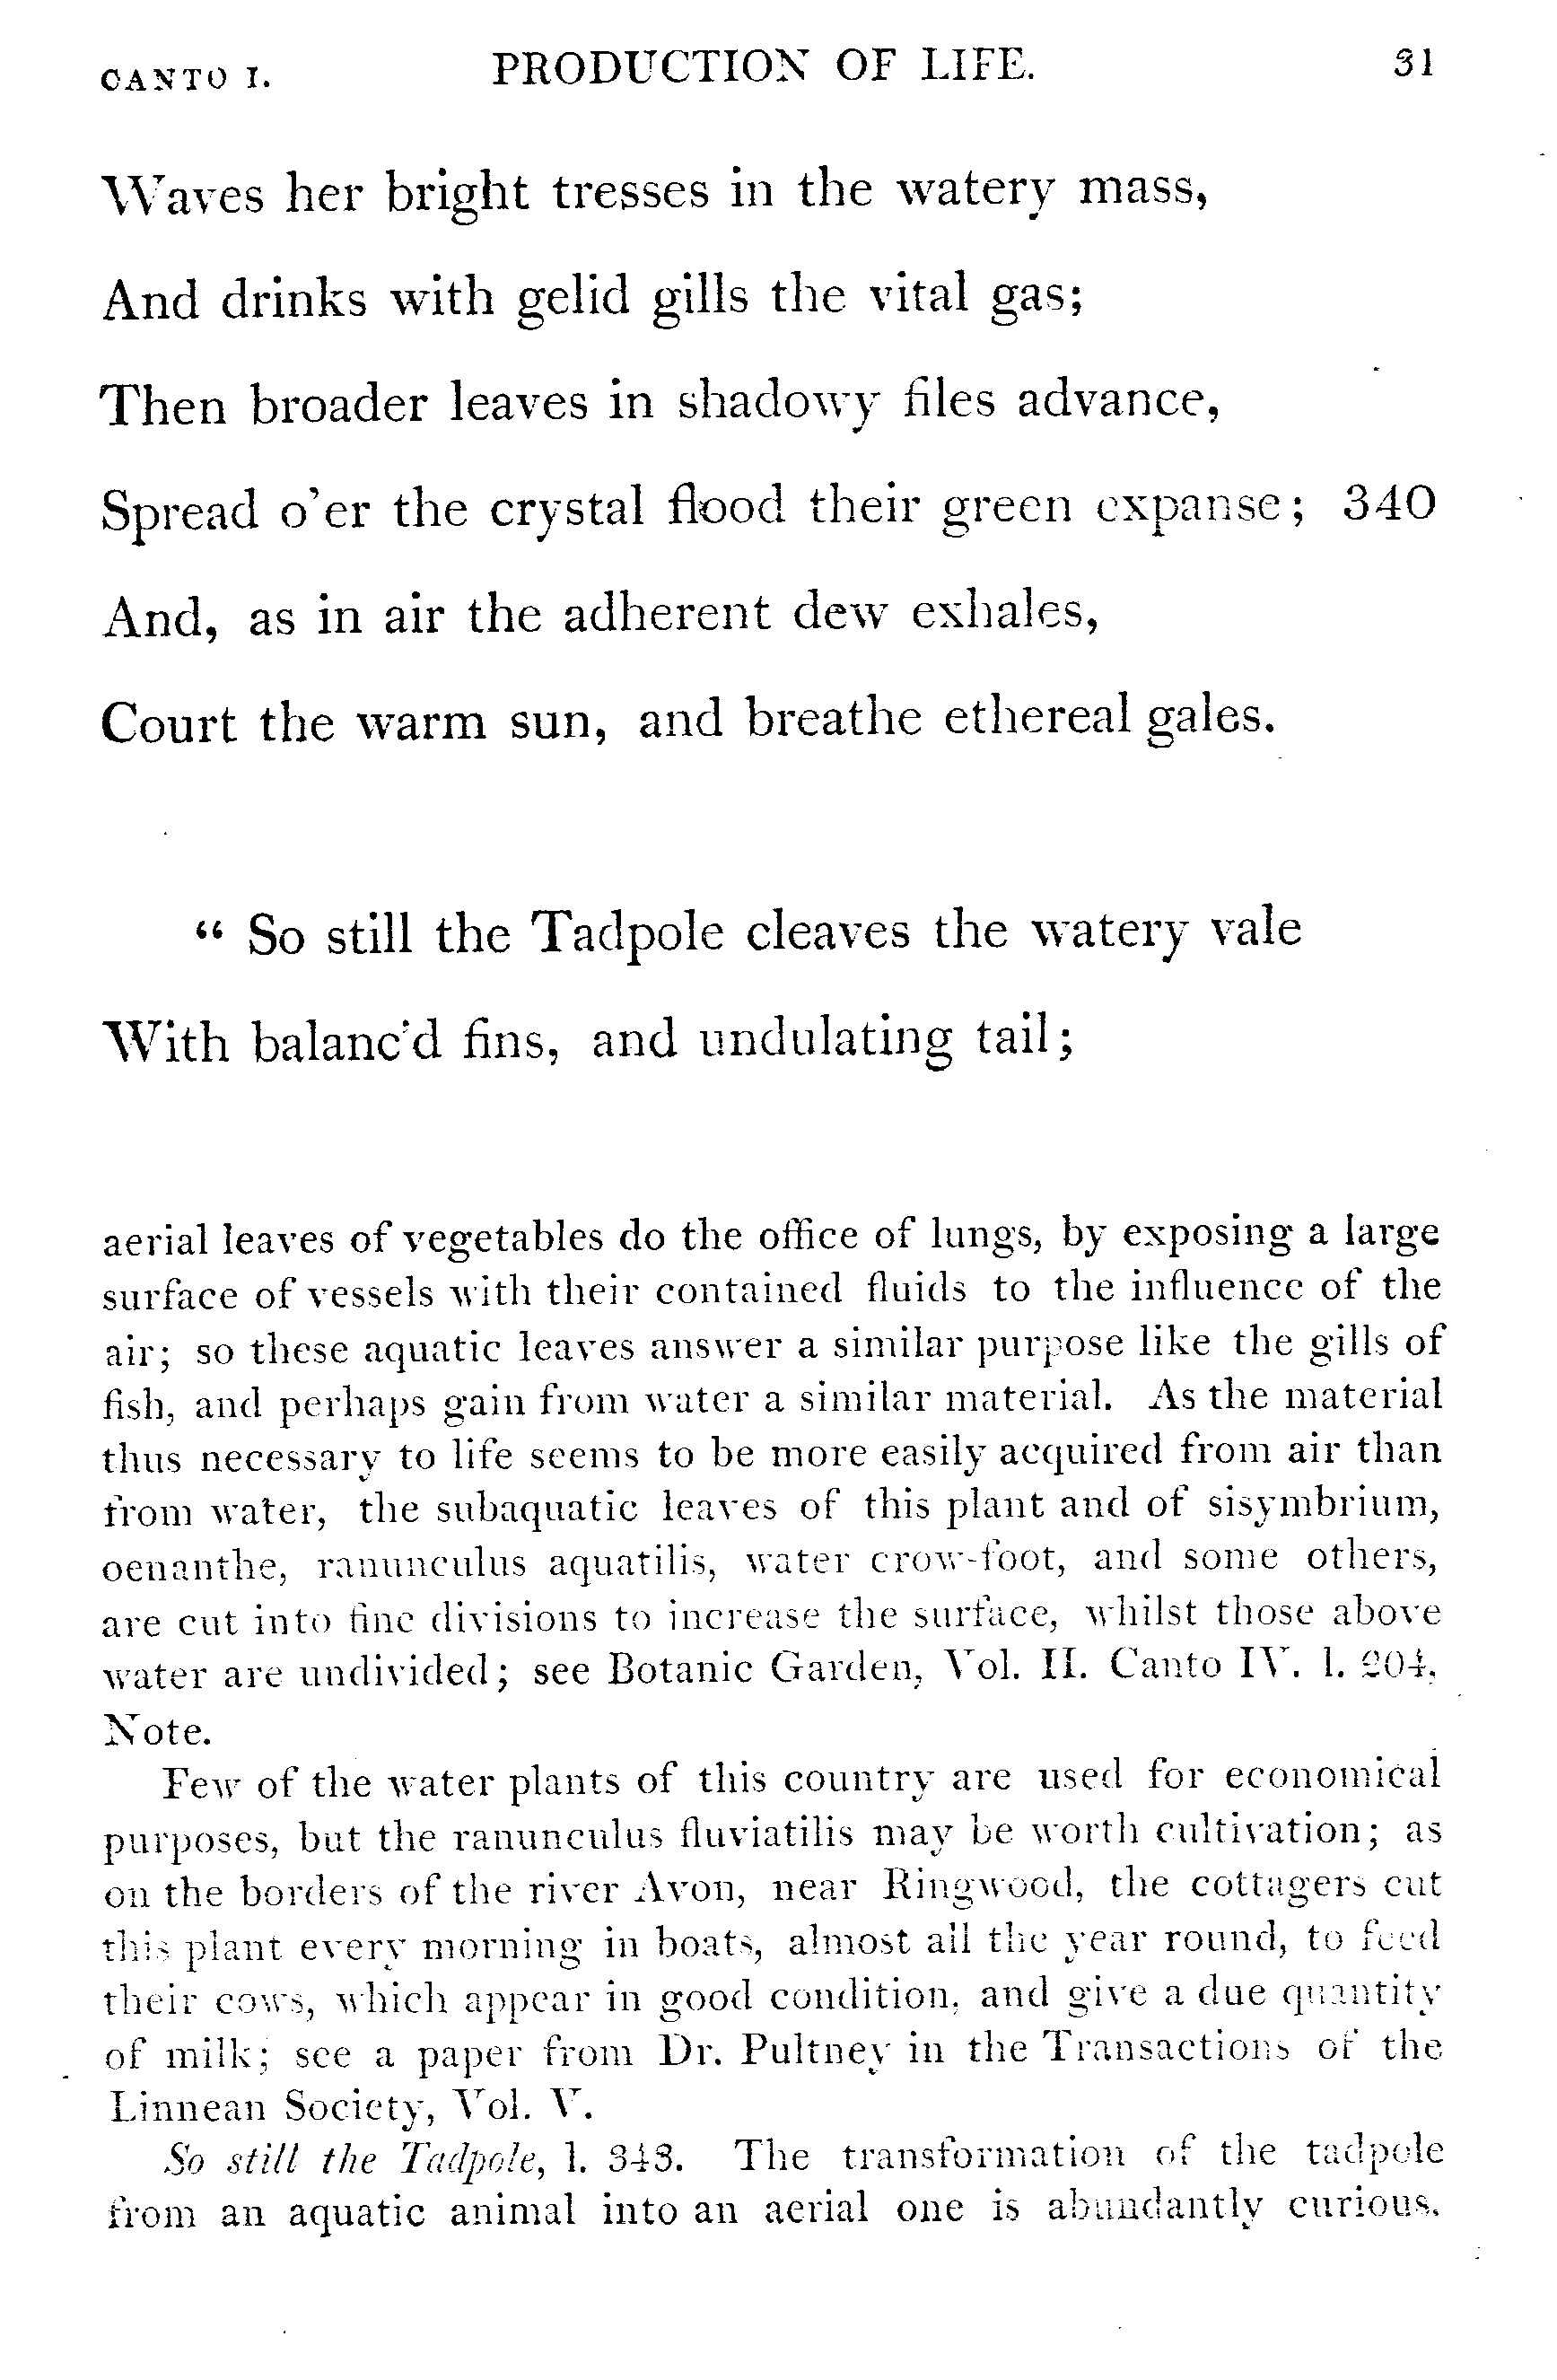 CANTO I. PRODUCTION OF LIFE. 31
Waves her bright tresses in the watery mass,
And drinks with gelid gills the vital gas;
Then broader leaves in shadowy files advance,
Spread o'er the crystal flood their green expanse; 340
And, as in air the adherent dew exhales,
Court the warm sun, and breathe ethereal gales.
“ So still the Tadpole cleaves the watery vale
With balanc'd fins, and undulating tail;
aerial leaves of vegetables do the office of lungs, by exposing a large
surface of vessels with their contained fluids to the influence of the
air; so these aquatic leaves answer a similar purpose like the gills of
fish, and perhaps gain from water a similar material. As the material
thus necessary to life seems to be more easily acquired from air than
from water, the subaquatic leaves of this plant and of sisymbrium,
oenanthe, ranunculus aquatilis, water crow-foot, and some others,
are cut into fine divisions to increase the surface, whilst those above
water are undivided; see Botanic Garden, Vol. II. Canto IV. l. 204,
Note.
Few of the water plants of this country are used for economical
purposes, but the ranunculus fluviatilis may be worth cultivation; as
on the borders of the river Avon, near Ringwood, the cottagers cut
this plant every morning in boats, almost all the year round, to feed
their cows, which appear in good condition, and give a due quantity
of milk; see a paper from Dr. Pultney in the Transactions of the
Linnean Society, Vol. V.
So still the Tadpole, l. 343. The transformation of the tadpole
from an aquatic animal into an aerial one is abundantly curious.